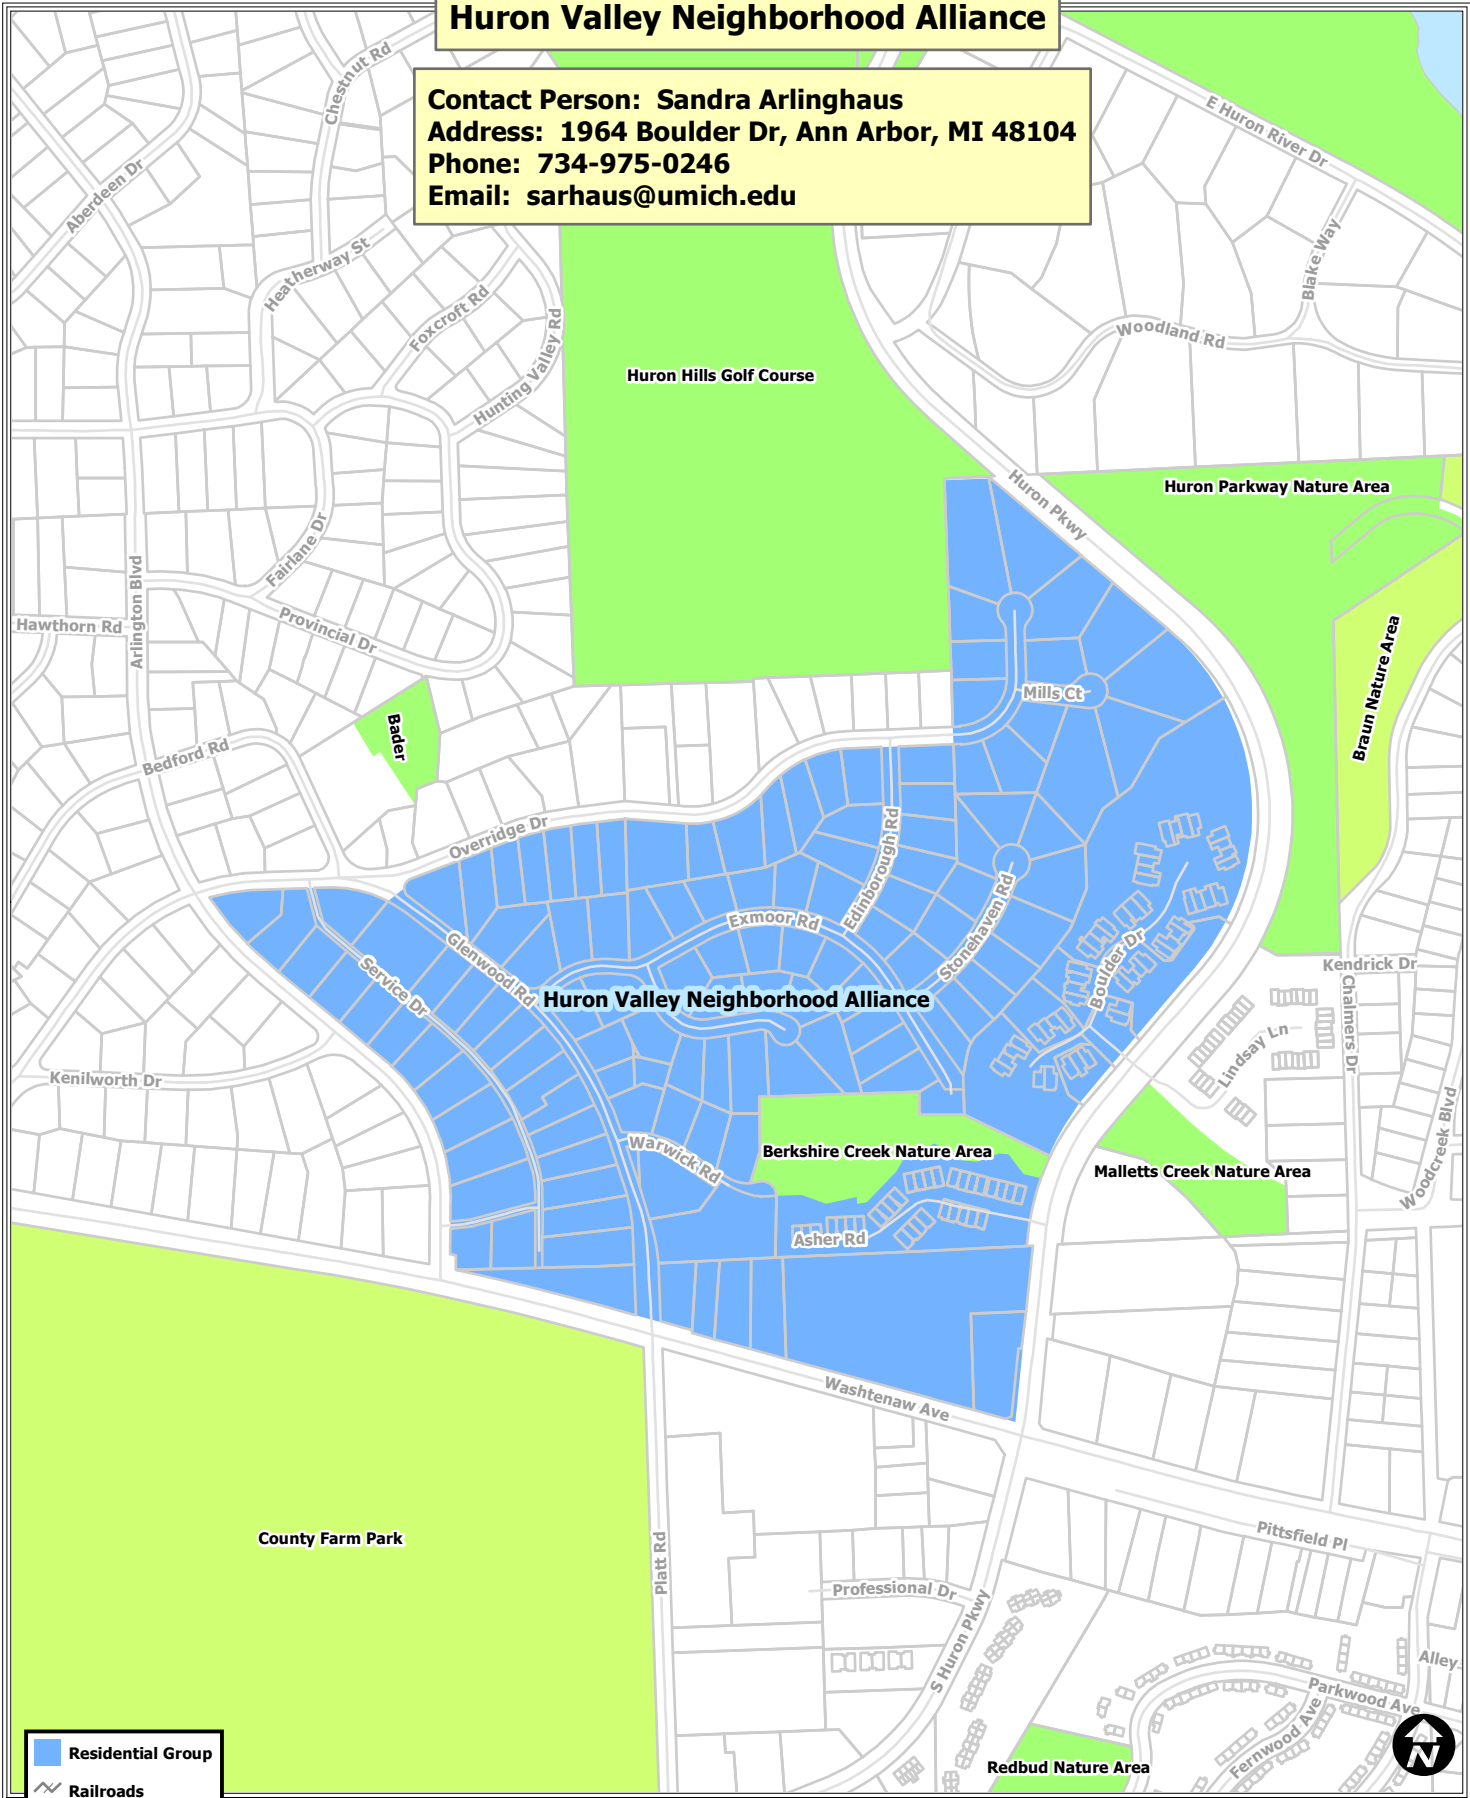 Huron Valley Neighborhood Alliance
Contact Person: Sandra Arlinghaus
Address: 1964 Boulder Dr, Ann Arbor, MI 48104
Phone: 734-975-0246
Email: sarhaus@umich.edu
Chestnut Rd
E Huron River Dr
Aberdeen Dr
Heatherway St
Blake Way
Foxcroft Rd
Woodland Rd
Hunting Valley Rd
Huron Hills Golf Course
Huron Pkwy
Huron Parkway Nature Area
Fairlane Dr
Arlington Blvd
Hawthorn Rd
Provincial Dr
Braun Nature Area
Mills Ct
Bader
Bedford Rd
Overridge Dr
Edinborough Rd
Exmoor Rd
Stonehaven Rd
Glenwood Rd
Service Dr
Boulder Dr
Kendrick Dr
Huron Valley Neighborhood Alliance
Chalmers Dr
Lindsay Ln
Kenilworth Dr
Woodcreek Blvd
Warwick Rd
Berkshire Creek Nature Area
Malletts Creek Nature Area
Asher Rd
Washtenaw Ave
County Farm Park
Platt Rd
Pittsfield Pl
Professional Dr
S Huron Pkwy
Alley
Parkwood Ave
Fernwood Ave
Redbud Nature Area
N
Residential Group
Railroads